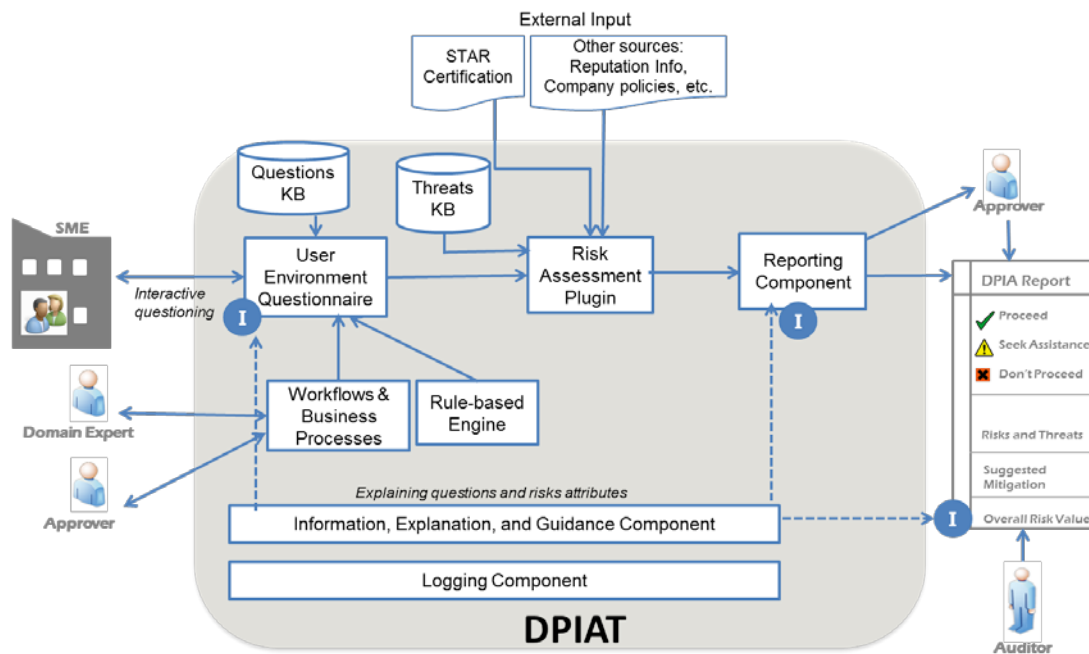 External Input
STAR
Certification
Other sources:
Reputation Info,
Company policies, etc.
Questions
KB
Threats
KB
Approver
SME
User
Environment
Questionnaire
Risk
Assessment
Plugin
Reporting
Component
DPIA Report
Interactive
questioning
I
I
Proceed
Seek Assistance
Don't Proceed
Workflows &
Business
Processes
Rule-based
Engine
Domain Expert
Risks and Threats
Approver
Suggested
Mitigation
Explaining questions and risks attributes
Information, Explanation, and Guidance Component
I
Overall Risk Value
Logging Component
DPIAT
Auditor